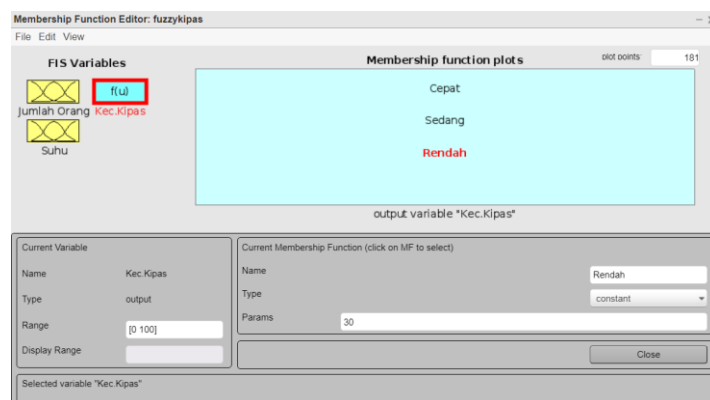 Membership Function Editor: fuzzykipas
File Edit View
FIS Variables
f(u)
Jumlah Orang Kec.Kipas
Suhu
Membership function plots
plot points: 181
Cepat
Sedang
Rendah
output variable "Kec.Kipas"
Current Variable
Name Kec.Kipas
Type output
Range [0 100]
Display Range
Current Membership Function (click on MF to select)
Name Rendah
Type constant
Params 30
Close
Selected variable "Kec.Kipas"